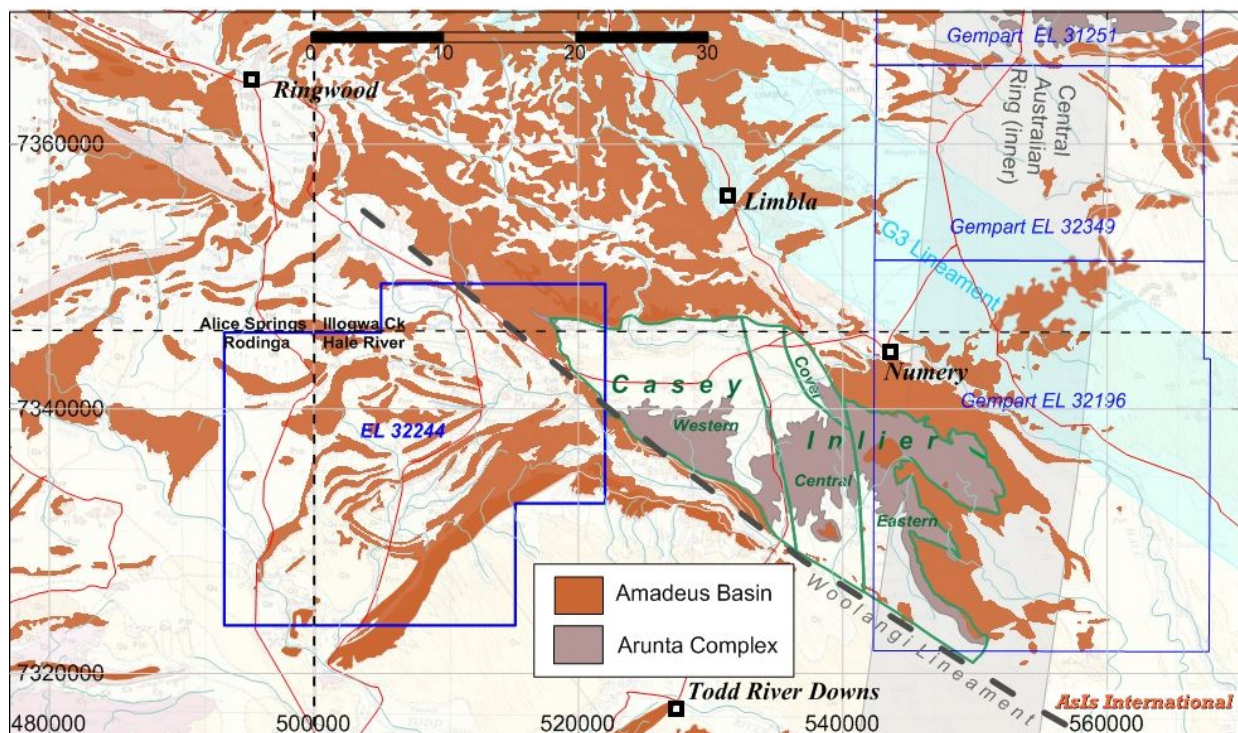 0
10
20
30
Gempart EL 31251
Ringwood
Central
Australian
Ring (inner)
7360000
Limbla
Gempart EL 32349
G3 Lineament
Alice Springs
Illogwa Ck
Rodinga
Hale River
Numery
Casey
Cover
7340000
Gempart EL 32196
EL 32244
Western
Inlier
Central
Eastern
Amadeus Basin
Arunta Complex
Woolangi Lineament
7320000
Todd River Downs
AsIs International
480000
500000
520000
540000
560000